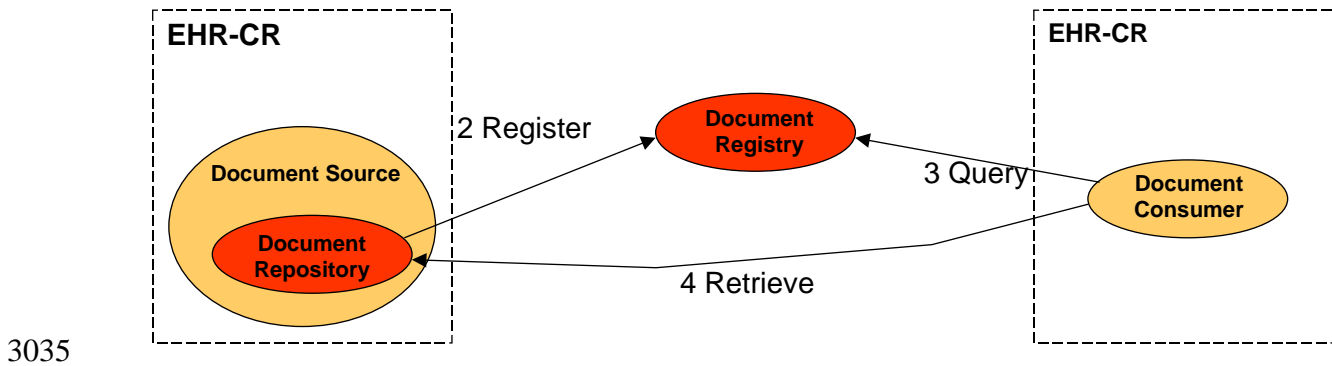 EHR-CR
EHR-CR
2 Register
Document
Registry
Document Source
3 Query
Document
Consumer
Document
Repository
4 Retrieve
3035